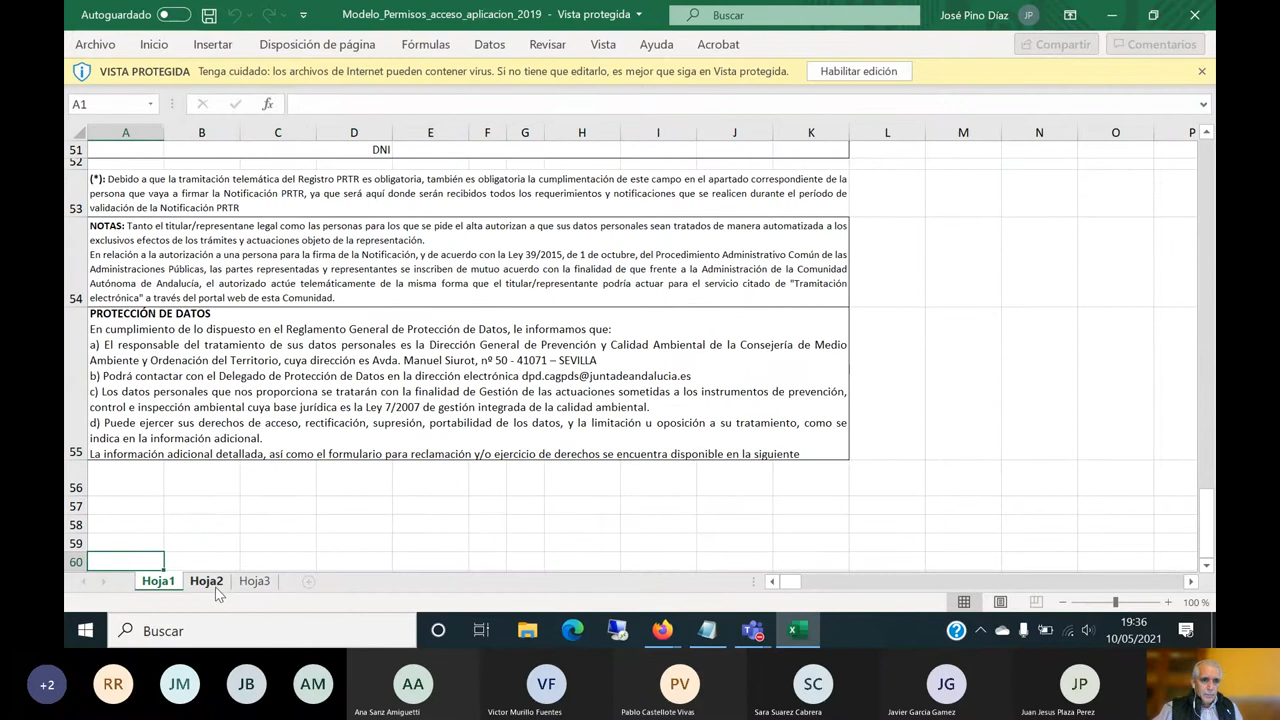 Autoguardado
Modelo_Permisos_acceso_aplicacion_2019 - Vista protegida
Buscar
José Pino Díaz
JP
Archivo Inicio Insertar Disposición de página Fórmulas Datos Revisar Vista Ayuda Acrobat
Compartir Comentarios
VISTA PROTEGIDA Tenga cuidado: los archivos de Internet pueden contener virus. Si no tiene que editarlo, es mejor que siga en Vista protegida. Habilitar edición
A1 fx
A B C D E F G H I J K L M N O P
51 DNI
52
(*): Debido a que la tramitación telemática del Registro PRTR es obligatoria, también es obligatoria la cumplimentación de este campo en el apartado correspondiente de la
persona que vaya a firmar la Notificación PRTR, ya que será aquí donde serán recibidos todos los requerimientos y notificaciones que se realicen durante el período de
53 validación de la Notificación PRTR
NOTAS: Tanto el titular/representane legal como las personas para los que se pide el alta autorizan a que sus datos personales sean tratados de manera automatizada a los
exclusivos efectos de los trámites y actuaciones objeto de la representación.
En relación a la autorización a una persona para la firma de la Notificación, y de acuerdo con la Ley 39/2015, de 1 de octubre, del Procedimiento Administrativo Común de las
Administraciones Públicas, las partes representadas y representantes se inscriben de mutuo acuerdo con la finalidad de que frente a la Administración de la Comunidad
Autónoma de Andalucía, el autorizado actúe telemáticamente de la misma forma que el titular/representante podría actuar para el servicio citado de "Tramitación
54 electrónica" a través del portal web de esta Comunidad.
PROTECCIÓN DE DATOS
En cumplimiento de lo dispuesto en el Reglamento General de Protección de Datos, le informamos que:
a) El responsable del tratamiento de sus datos personales es la Dirección General de Prevención y Calidad Ambiental de la Consejería de Medio
Ambiente y Ordenación del Territorio, cuya dirección es Avda. Manuel Siurot, nº 50 - 41071 – SEVILLA
b) Podrá contactar con el Delegado de Protección de Datos en la dirección electrónica dpd.cagpds@juntadeandalucia.es
c) Los datos personales que nos proporciona se tratarán con la finalidad de Gestión de las actuaciones sometidas a los instrumentos de prevención,
control e inspección ambiental cuya base jurídica es la Ley 7/2007 de gestión integrada de la calidad ambiental.
d) Puede ejercer sus derechos de acceso, rectificación, supresión, portabilidad de los datos, y la limitación u oposición a su tratamiento, como se
indica en la información adicional.
55 La información adicional detallada, así como el formulario para reclamación y/o ejercicio de derechos se encuentra disponible en la siguiente
56
57
58
59
60
Hoja1 Hoja2 Hoja3
100 %
Buscar
19:36
10/05/2021
+2 RR JM JB AM AA VF PV SC JG JP
Ana Sanz Amiguetti Victor Murillo Fuentes Pablo Castellote Vivas Sara Suarez Cabrera Javier Garcia Gamez Juan Jesus Plaza Perez